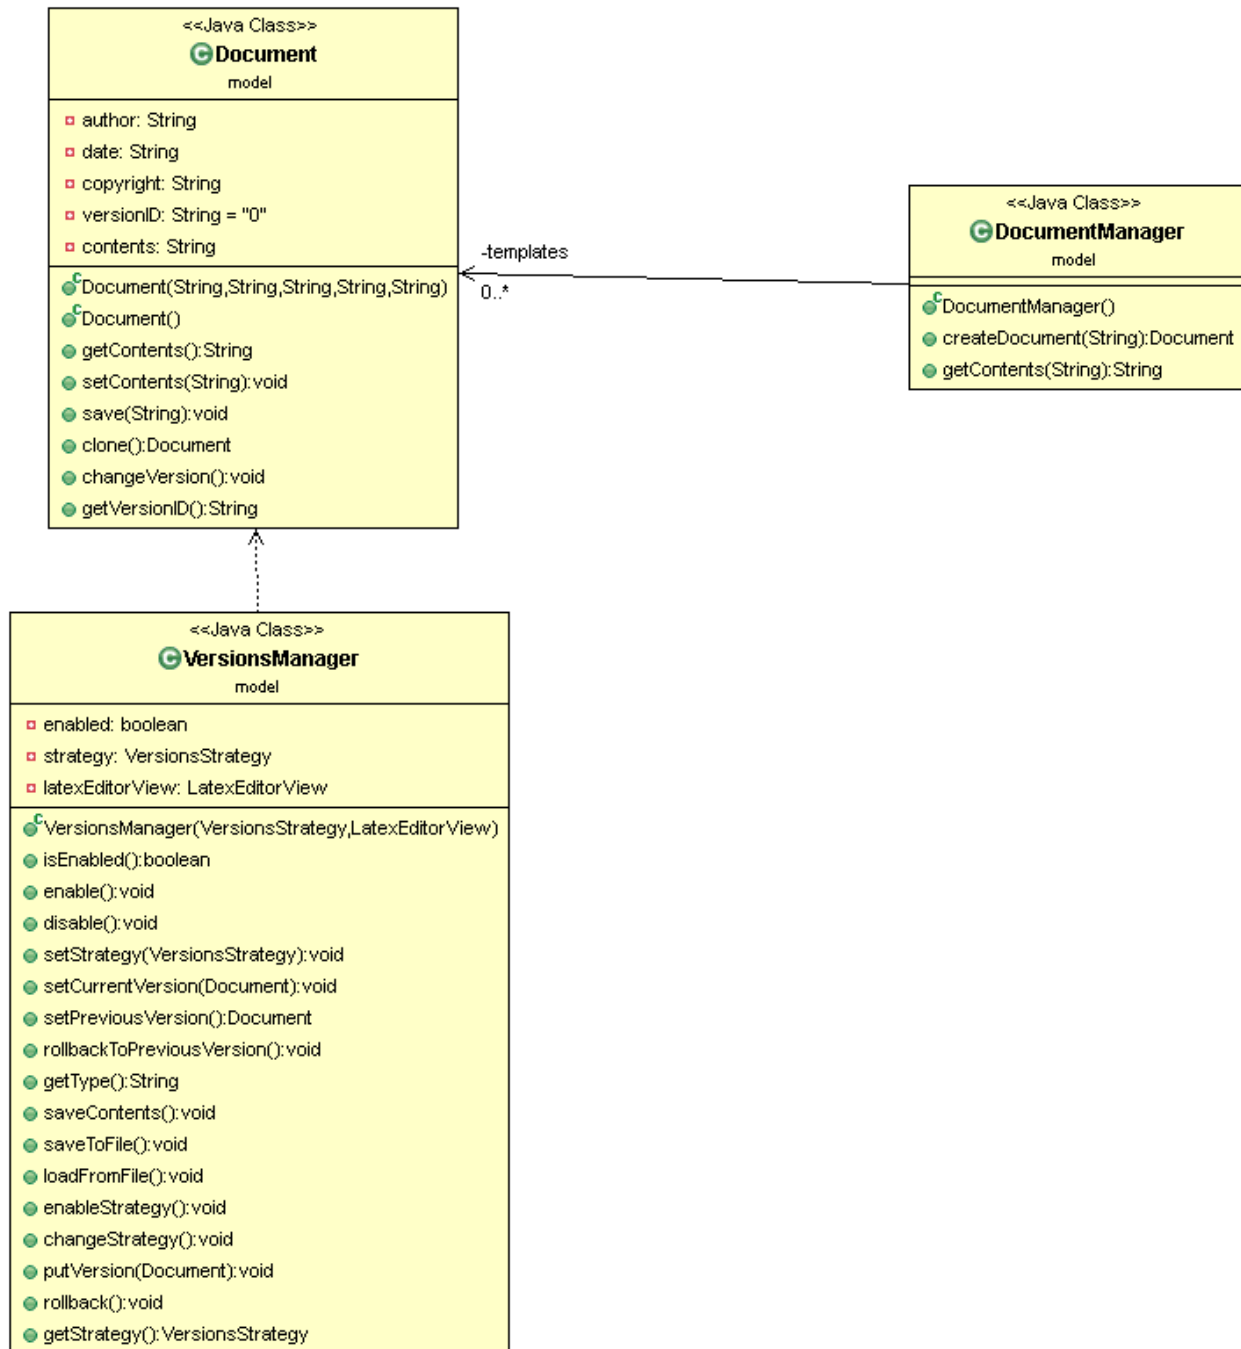 <<Java Class>>
Document
model
author: String
date: String
copyright: String
versionID: String = "0"
contents: String
Document(String,String,String,String,String)
Document()
getContents():String
setContents(String):void
save(String):void
clone():Document
changeVersion():void
getVersionID():String
-templates
0..*
<<Java Class>>
DocumentManager
model
DocumentManager()
createDocument(String):Document
getContents(String):String
<<Java Class>>
VersionsManager
model
enabled: boolean
strategy: VersionsStrategy
latexEditorView: LatexEditorView
VersionsManager(VersionsStrategy,LatexEditorView)
isEnabled():boolean
enable():void
disable():void
setStrategy(VersionsStrategy):void
setCurrentVersion(Document):void
setPreviousVersion():Document
rollbackToPreviousVersion():void
getType():String
saveContents():void
saveToFile():void
loadFromFile():void
enableStrategy():void
changeStrategy():void
putVersion(Document):void
rollback():void
getStrategy():VersionsStrategy